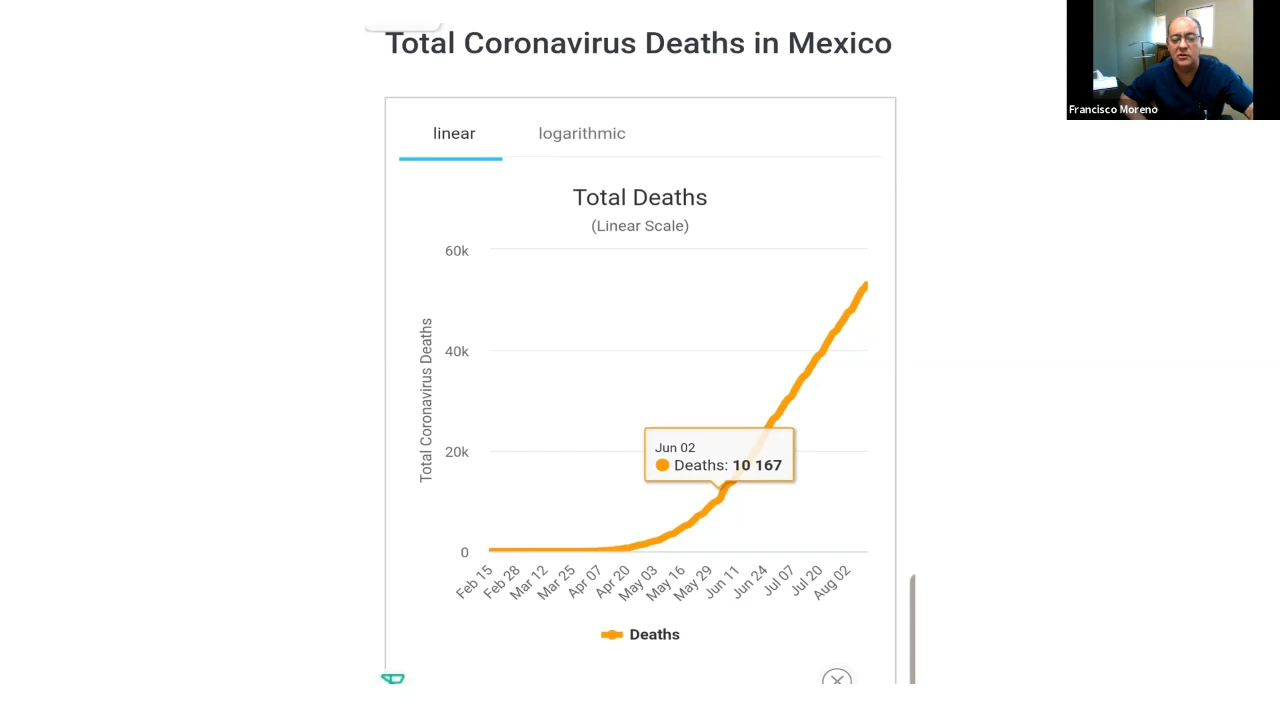 Total Coronavirus Deaths in Mexico
Francisco Moreno
linear logarithmic
Total Deaths
(Linear Scale)
60k
40k
20k
0
Total Coronavirus Deaths
Jun 02
Deaths: 10 167
Feb 15 Feb 28 Mar 12 Mar 25 Apr 07 Apr 20 May 03 May 16 May 29 Jun 11 Jun 24 Jul 07 Jul 20 Aug 02
Deaths